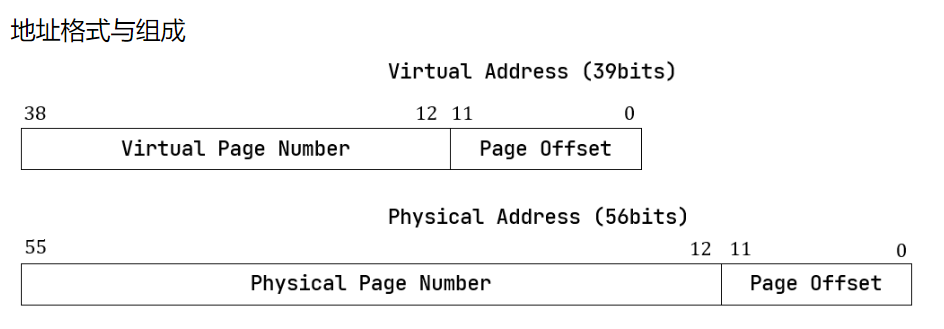 地址格式与组成
Virtual Address (39bits)
38 12 11 0
Virtual Page Number Page Offset
Physical Address (56bits)
55 12 11 0
Physical Page Number Page Offset